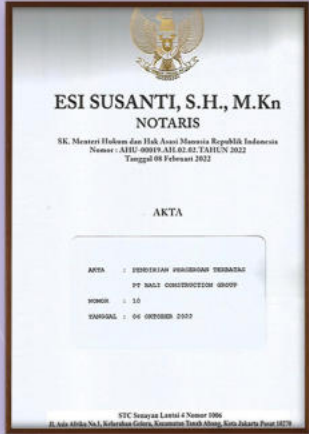 ESI SUSANTI, S.H., M.Kn
NOTARIS
SK. Menteri Hukum dan Hak Asasi Manusia Republik Indonesia
Nomor : AHU-00019.AH.02.02.TAHUN 2022
Tanggal 08 Februari 2022
AKTA
AKTA : PENDIRIAN PERSEROAN TERBATAS
PT BALI CONSTRUCTION GROUP
NOMOR : 10
TANGGAL : 06 OKTOBER 2022
STC Senayan Lantai 4 Nomor 1006
Jl. Asia Afrika No.1, Kelurahan Gelora, Kecamatan Tanah Abang, Kota Jakarta Pusat 10270